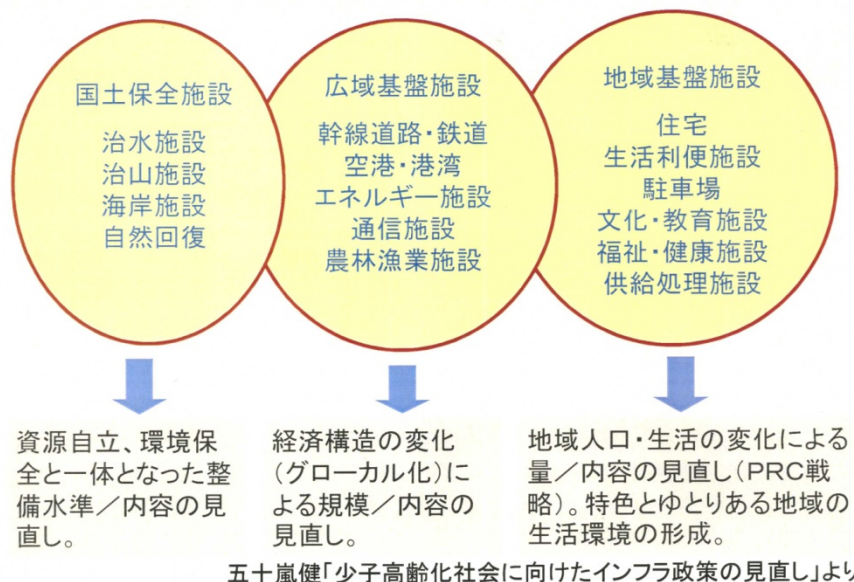 国土保全施設
治水施設
治山施設
海岸施設
自然回復
広域基盤施設
幹線道路・鉄道
空港・港湾
エネルギー施設
通信施設
農林漁業施設
地域基盤施設
住宅
生活利便施設
駐車場
文化・教育施設
福祉・健康施設
供給処理施設
資源自立、環境保
全と一体となった整
備水準／内容の見
直し。
経済構造の変化
（グローカル化）に
よる規模／内容の
見直し。
地域人口・生活の変化による
量／内容の見直し（PRC戦
略）。特色とゆとりある地域の
生活環境の形成。
五十嵐健「少子高齢化社会に向けたインフラ政策の見直し」より